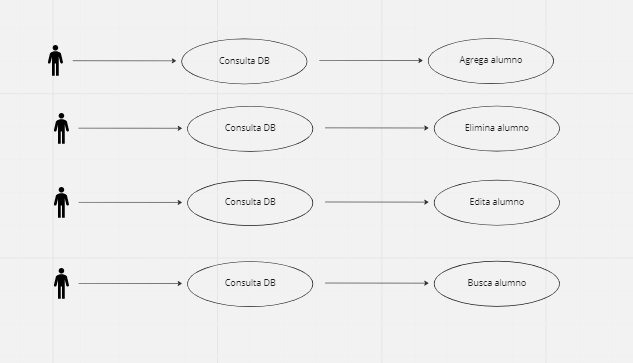 Consulta DB
Agrega alumno
Consulta DB
Elimina alumno
Consulta DB
Edita alumno
Consulta DB
Busca alumno